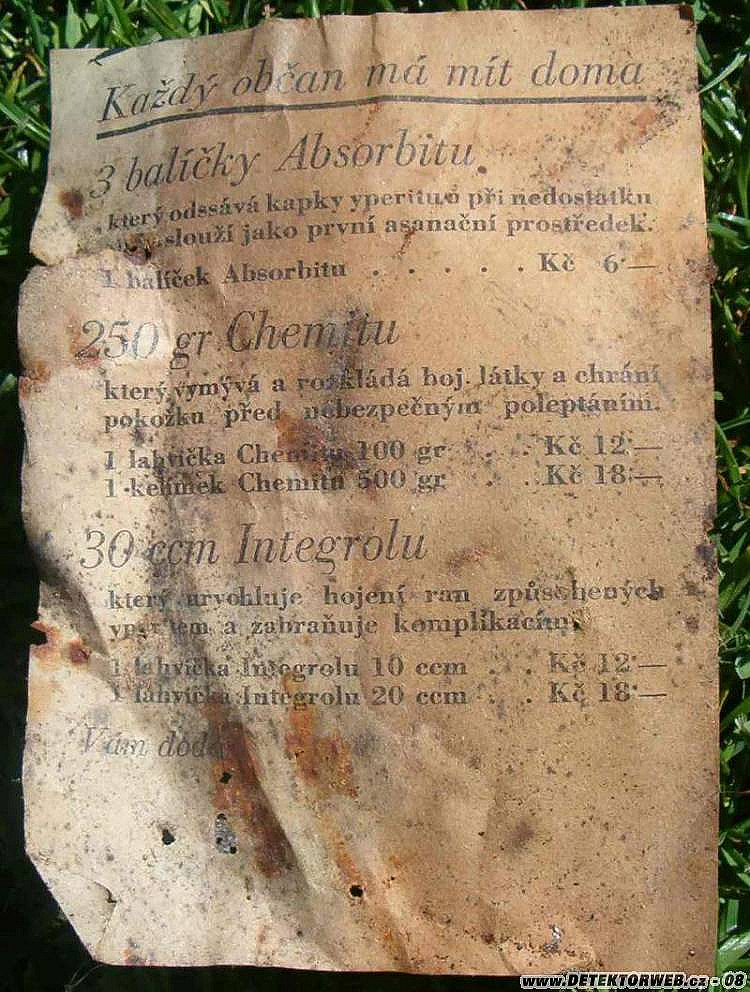 Každý občan má mít doma
3 balíčky Absorbitu,
který odssává kapky yperitu při nedostatku
slouží jako první asanační prostředek.
1 balíček Absorbitu . . . . . Kč 6·—
250 gr Chemitu
který vymývá a rozkládá boj. látky a chrání
pokožku před nebezpečným poleptáním.
1 lahvička Chemitu 100 gr . . Kč 12·—
1 kelímek Chemitu 500 gr . . Kč 18·—
30 ccm Integrolu
který urychluje hojení ran způsobených
yperitem a zabraňuje komplikacím.
1 lahvička Integrolu 10 ccm . . Kč 12·—
1 lahvička Integrolu 20 ccm . . Kč 18·—
Vám dodá
www.DETEKTORWEB.cz - 08